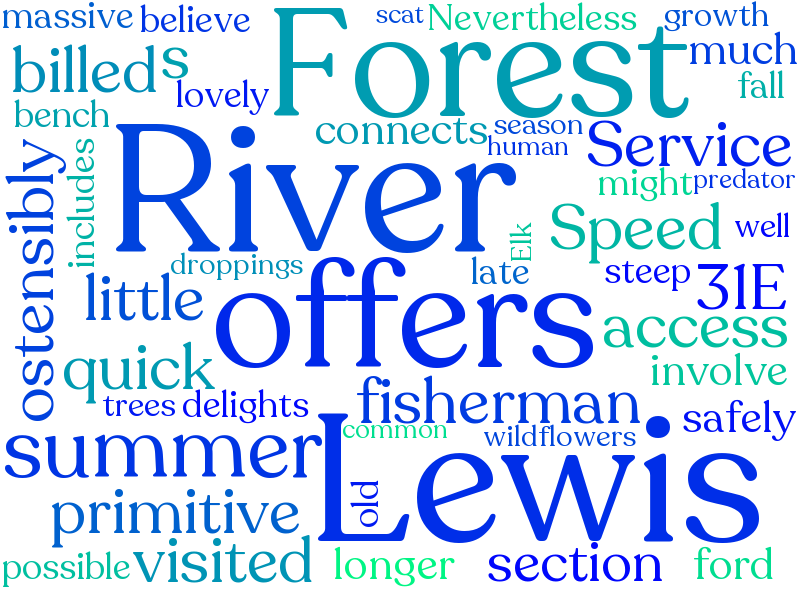 massive
believe
scat
Nevertheless
growth
Forest
much
billed
s
lovely
fall
bench
connects
season
human
Service
River
ostensibly
includes
might
predator
Speed
well
Elk
droppings
late
steep
31E
little
offers
access
quick
involve
trees
delights
fisherman
safely
common
wildflowers
summer
Lewis
old
primitive
possible
visited
longer
section
ford